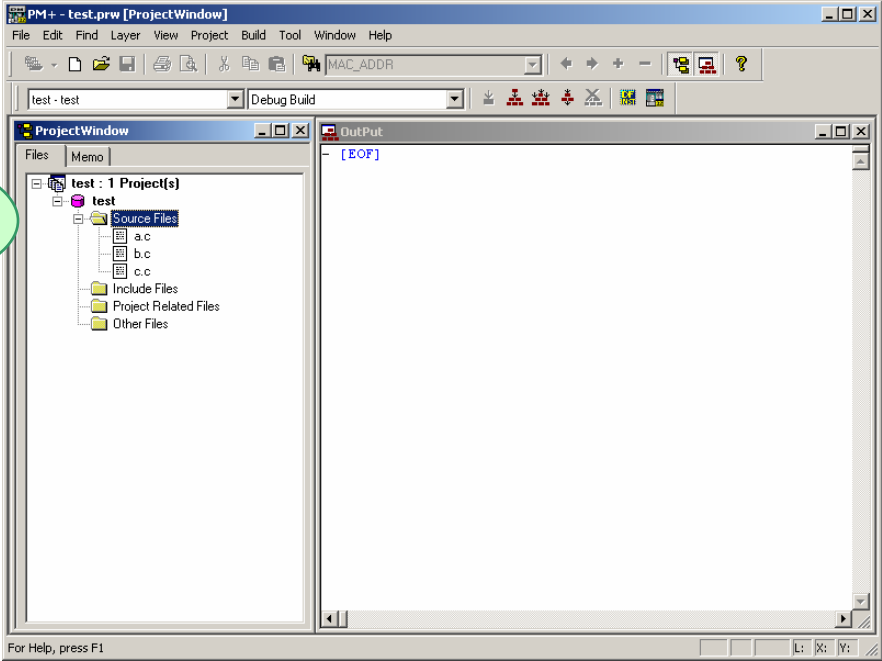 PM+ - test.prw [ProjectWindow]
File Edit Find Layer View Project Build Tool Window Help
MAC_ADDR
test - test Debug Build
ProjectWindow
Files Memo
test : 1 Project(s)
test
Source Files
a.c
b.c
c.c
Include Files
Project Related Files
Other Files
OutPut
[EOF]
For Help, press F1 L: X: Y: